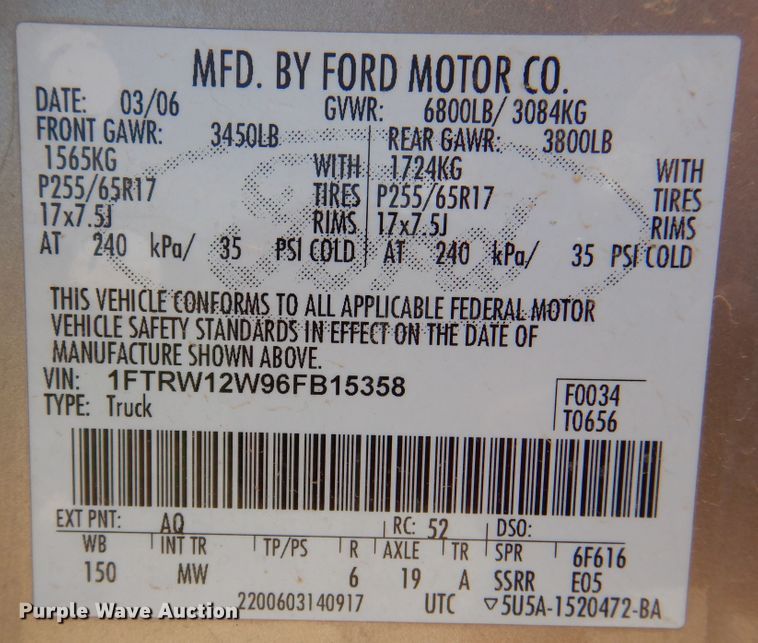 MFD. BY FORD MOTOR CO.
DATE: 03/06 GVWR: 6800LB/ 3084KG
FRONT GAWR: 3450LB REAR GAWR: 3800LB
1565KG WITH 1724KG WITH
P255/65R17 TIRES P255/65R17 TIRES
17x7.5J RIMS 17x7.5J RIMS
AT 240 kPa/ 35 PSI COLD AT 240 kPa/ 35 PSI COLD
THIS VEHICLE CONFORMS TO ALL APPLICABLE FEDERAL MOTOR
VEHICLE SAFETY STANDARDS IN EFFECT ON THE DATE OF
MANUFACTURE SHOWN ABOVE.
VIN: 1FTRW12W96FB15358 F0034
TYPE: Truck T0656
EXT PNT: AQ RC: 52 DSO:
WB INT TR TP/PS R AXLE TR SPR 6F616
150 MW 6 19 A SSRR E05
Purple Wave Auction 2200603140917 UTC ▽5U5A-1520472-BA